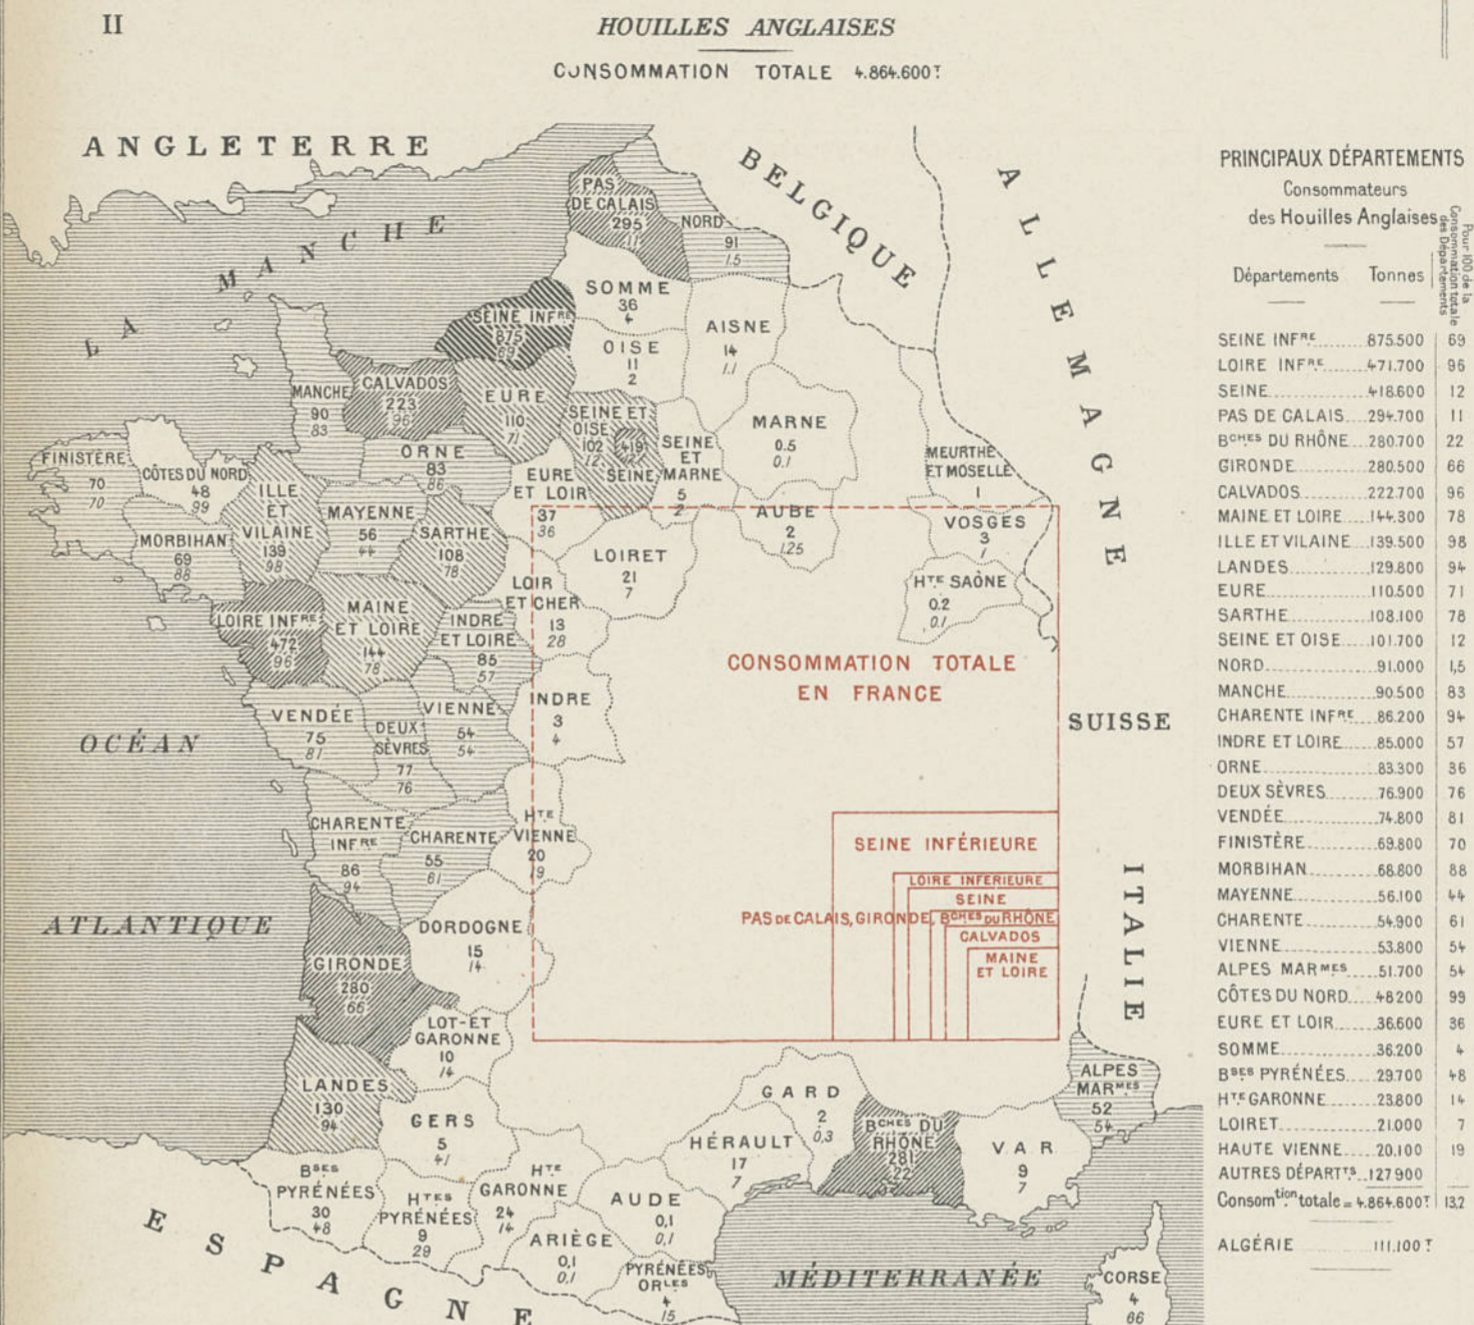 II
HOUILLES ANGLAISES
CONSOMMATION TOTALE 4.864.600T
ANGLETERRE
LA MANCHE
BELGIQUE
ALLEMAGNE
SUISSE
ITALIE
OCÉAN
ATLANTIQUE
ESPAGNE
MÉDITERRANÉE
PAS
DE CALAIS
295
11
NORD
91
1.5
SOMME
36
4
SEINE INFRE
875
69
OISE
11
2
AISNE
14
1.1
MANCHE
90
83
CALVADOS
223
96
EURE
110
71
SEINE ET
OISE
102
12
419
12
SEINE
SEINE
ET
MARNE
5
2
MARNE
0.5
0.1
MEURTHE
ET MOSELLE
1
FINISTÈRE
70
70
CÔTES DU NORD
48
99
ILLE
ET
VILAINE
139
98
ORNE
83
86
EURE
ET LOIR
37
36
MORBIHAN
69
88
MAYENNE
56
44
SARTHE
108
78
AUBE
2
1.25
VOSGES
3
1
LOIRET
21
7
HTE SAÔNE
0.2
0.1
LOIR
ET CHER
13
28
LOIRE INFRE
472
96
MAINE
ET LOIRE
144
78
INDRE
ET LOIRE
85
57
INDRE
3
4
VENDÉE
75
81
DEUX
SÈVRES
77
76
VIENNE
54
54
CHARENTE
INFRE
86
94
CHARENTE
55
61
HTE
VIENNE
20
19
DORDOGNE
15
14
GIRONDE
280
66
LOT-ET
GARONNE
10
14
LANDES
130
94
GERS
5
41
BSES
PYRÉNÉES
30
48
HTES
PYRÉNÉES
9
29
HTE
GARONNE
24
14
ARIÈGE
0,1
0,1
AUDE
0,1
0,1
PYRÉNÉES
ORLES
4
15
HÉRAULT
17
7
GARD
2
0,3
BCHES DU
RHÔNE
281
22
VAR
9
7
ALPES
MARMES
52
54
CORSE
4
66
CONSOMMATION TOTALE
EN FRANCE
SEINE INFÉRIEURE
LOIRE INFERIEURE
SEINE
PAS DE CALAIS, GIRONDE, BCHES DU RHÔNE
CALVADOS
MAINE
ET LOIRE
PRINCIPAUX DÉPARTEMENTS
Consommateurs
des Houilles Anglaises
Départements Tonnes
Pour 100 de la
Consommation totale
des Départements
SEINE INFRE 875.500 69
LOIRE INFRE 471.700 96
SEINE 418.600 12
PAS DE CALAIS 294.700 11
BCHES DU RHÔNE 280.700 22
GIRONDE 280.500 66
CALVADOS 222.700 96
MAINE ET LOIRE 144.300 78
ILLE ET VILAINE 139.500 98
LANDES 129.800 94
EURE 110.500 71
SARTHE 108.100 78
SEINE ET OISE 101.700 12
NORD 91.000 1,5
MANCHE 90.500 83
CHARENTE INFRE 86.200 94
INDRE ET LOIRE 85.000 57
ORNE 83.300 36
DEUX SÈVRES 76.900 76
VENDÉE 74.800 81
FINISTÈRE 69.800 70
MORBIHAN 68.800 88
MAYENNE 56.100 44
CHARENTE 54.900 61
VIENNE 53.800 54
ALPES MARMES 51.700 54
CÔTES DU NORD 48200 99
EURE ET LOIR 36.600 36
SOMME 36.200 4
BSES PYRÉNÉES 29.700 48
HTE GARONNE 23.800 14
LOIRET 21.000 7
HAUTE VIENNE 20.100 19
AUTRES DÉPARTTS 127900
Consomtion totale = 4.864.600T 13,2
ALGÉRIE 111.100T